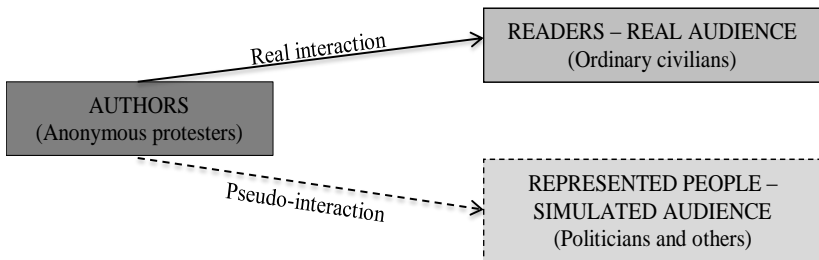 Real interaction
READERS – REAL AUDIENCE
(Ordinary civilians)
AUTHORS
(Anonymous protesters)
Pseudo-interaction
REPRESENTED PEOPLE –
SIMULATED AUDIENCE
(Politicians and others)